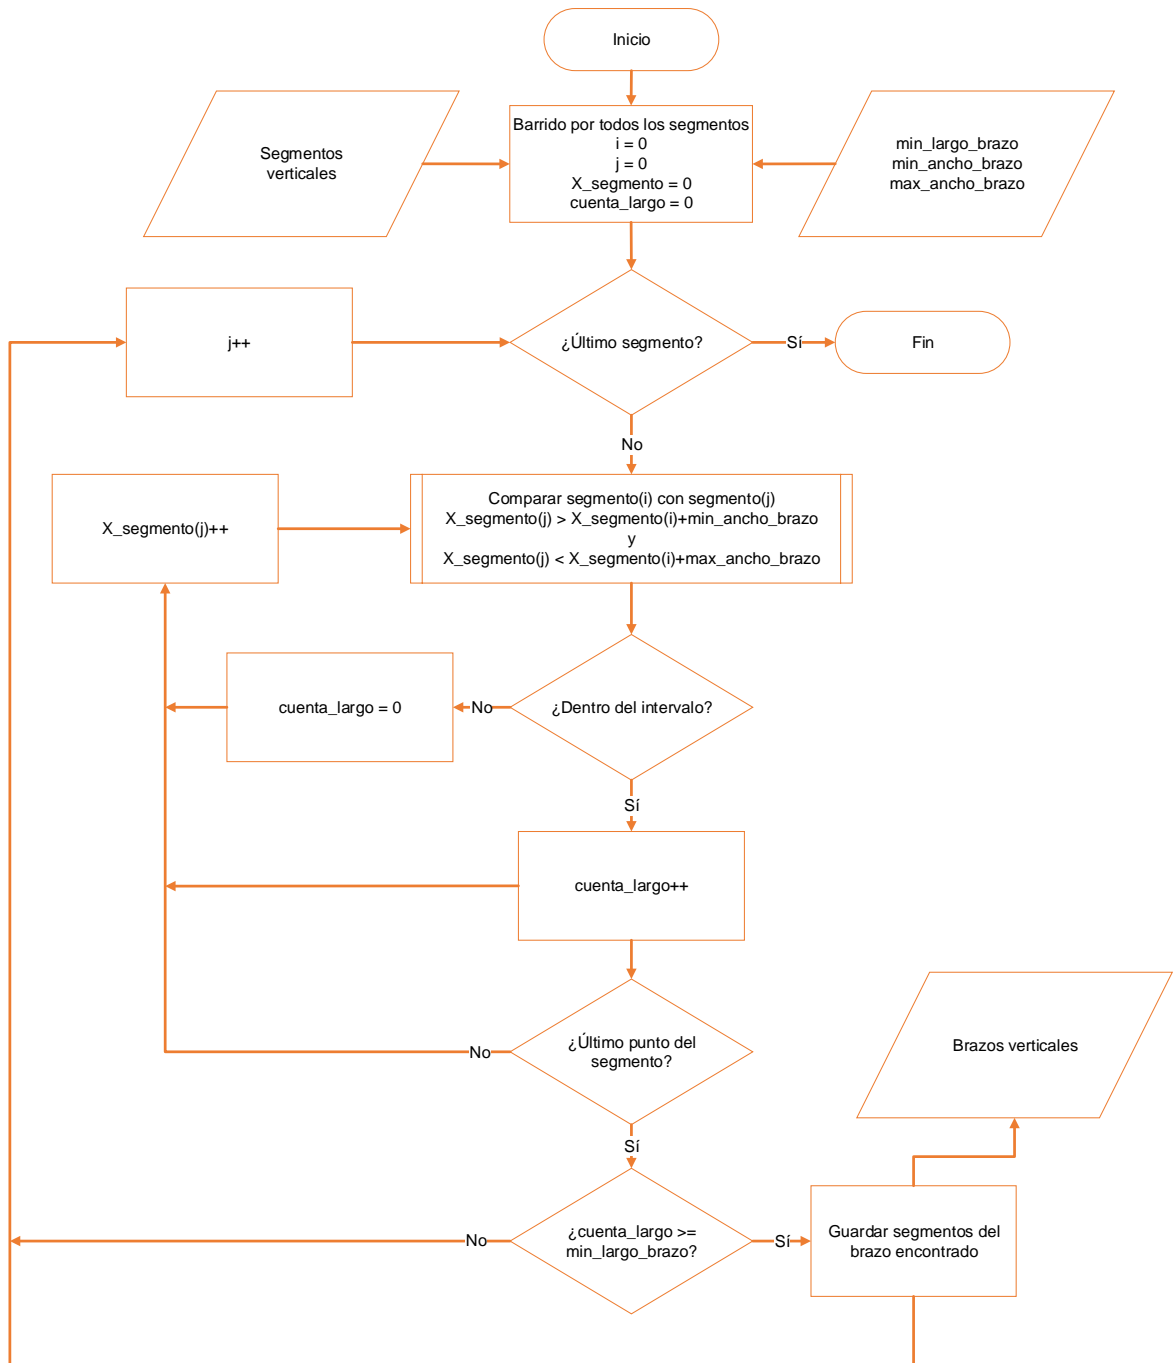 Inicio
Segmentos
verticales
Barrido por todos los segmentos
i = 0
j = 0
X_segmento = 0
cuenta_largo = 0
min_largo_brazo
min_ancho_brazo
max_ancho_brazo
j++
¿Último segmento?
Sí
Fin
No
X_segmento(j)++
Comparar segmento(i) con segmento(j)
X_segmento(j) > X_segmento(i)+min_ancho_brazo
y
X_segmento(j) < X_segmento(i)+max_ancho_brazo
cuenta_largo = 0
No
¿Dentro del intervalo?
Sí
cuenta_largo++
No
¿Último punto del
segmento?
Brazos verticales
Sí
No
¿cuenta_largo >=
min_largo_brazo?
Sí
Guardar segmentos del
brazo encontrado